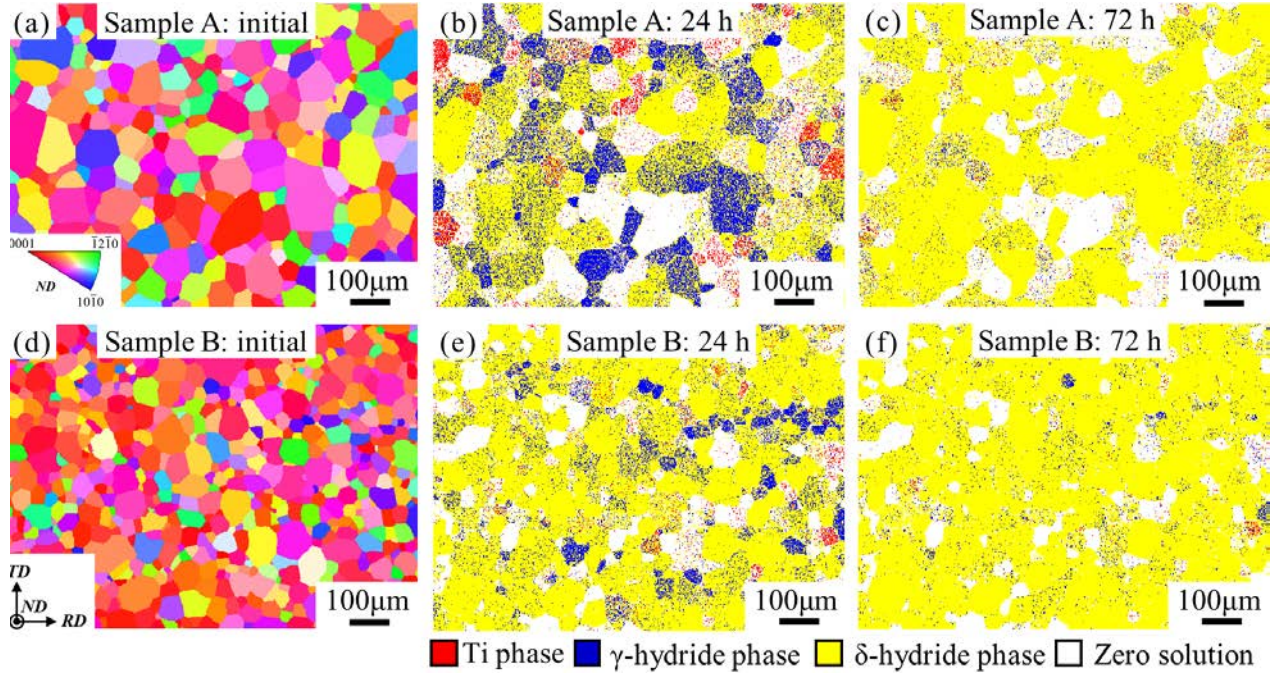 (a) Sample A: initial
(b) Sample A: 24 h
(c) Sample A: 72 h
0001 1̅21̅0
ND
101̅0
100μm
100μm
100μm
(d) Sample B: initial
(e) Sample B: 24 h
(f) Sample B: 72 h
TD
ND
RD
100μm
100μm
100μm
Ti phase γ-hydride phase δ-hydride phase Zero solution